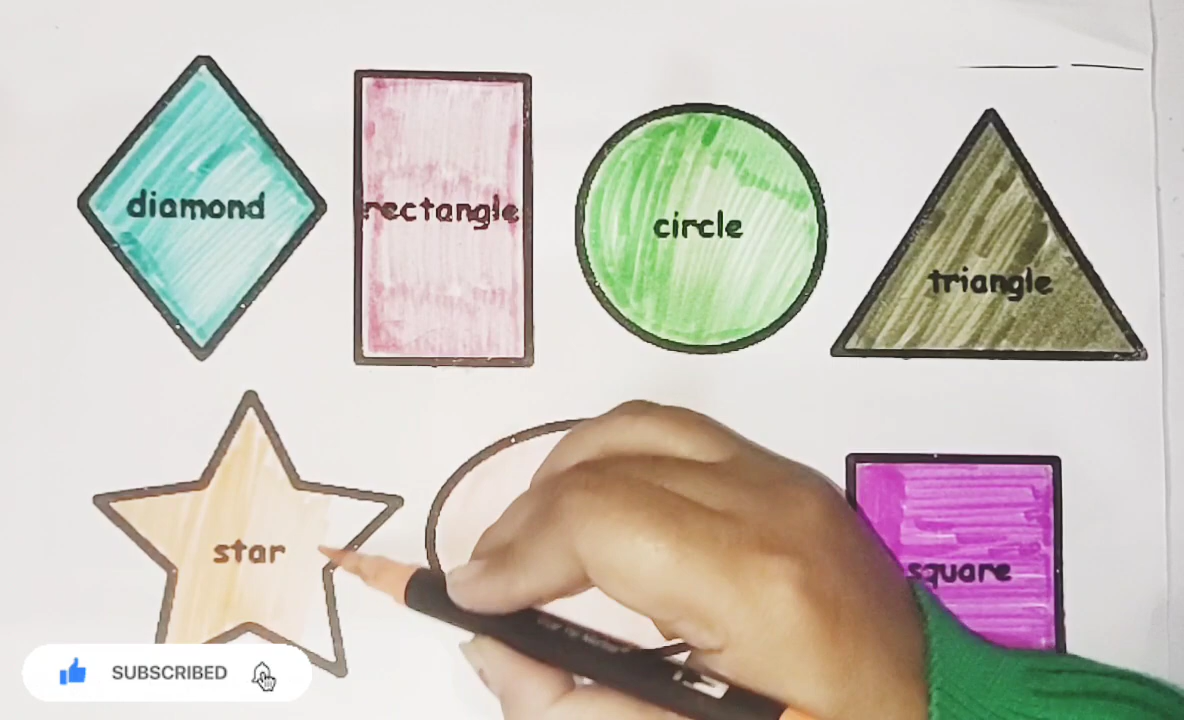 diamond
rectangle
circle
triangle
star
square
SUBSCRIBED